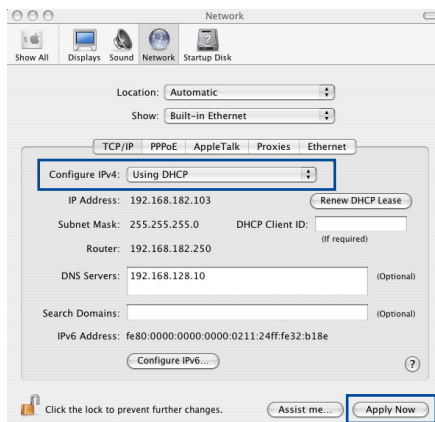 Network
Show All Displays Sound Network Startup Disk
Location: Automatic
Show: Built-in Ethernet
TCP/IP PPPoE AppleTalk Proxies Ethernet
Configure IPv4: Using DHCP
IP Address: 192.168.182.103 Renew DHCP Lease
Subnet Mask: 255.255.255.0 DHCP Client ID:
(If required)
Router: 192.168.182.250
DNS Servers: 192.168.128.10 (Optional)
Search Domains: (Optional)
IPv6 Address: fe80:0000:0000:0000:0211:24ff:fe32:b18e
Configure IPv6... ?
Click the lock to prevent further changes. Assist me... Apply Now